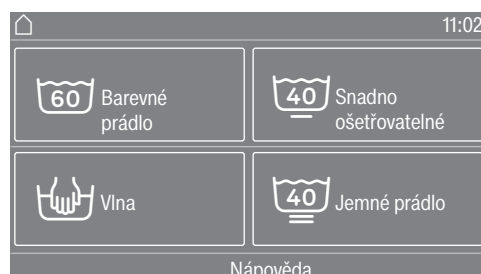 11:02
60 Barevné
prádlo
40 Snadno
ošetřovatelné
Vlna
40 Jemné prádlo
Nápověda